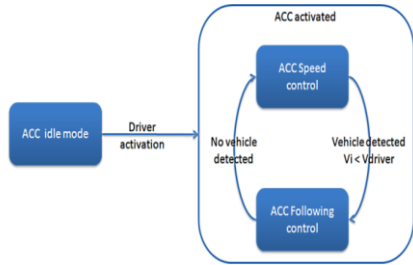 ACC activated
ACC Speed
control
ACC idle mode
Driver
activation
No vehicle
detected
Vehicle detected
Vi < Vdriver
ACC Following
control